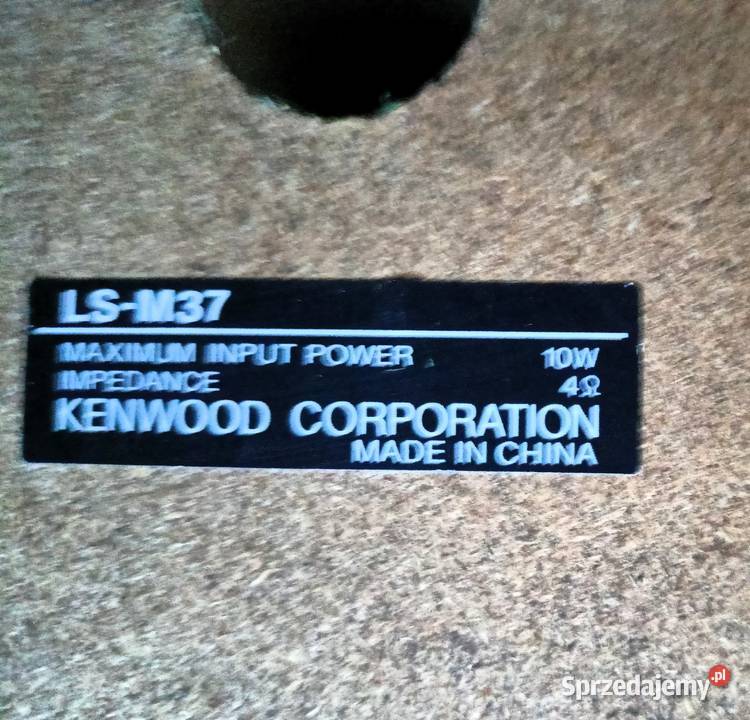 LS-M37
MAXIMUM INPUT POWER 10W
IMPEDANCE 4Ω
KENWOOD CORPORATION
MADE IN CHINA
Sprzedajemy.pl